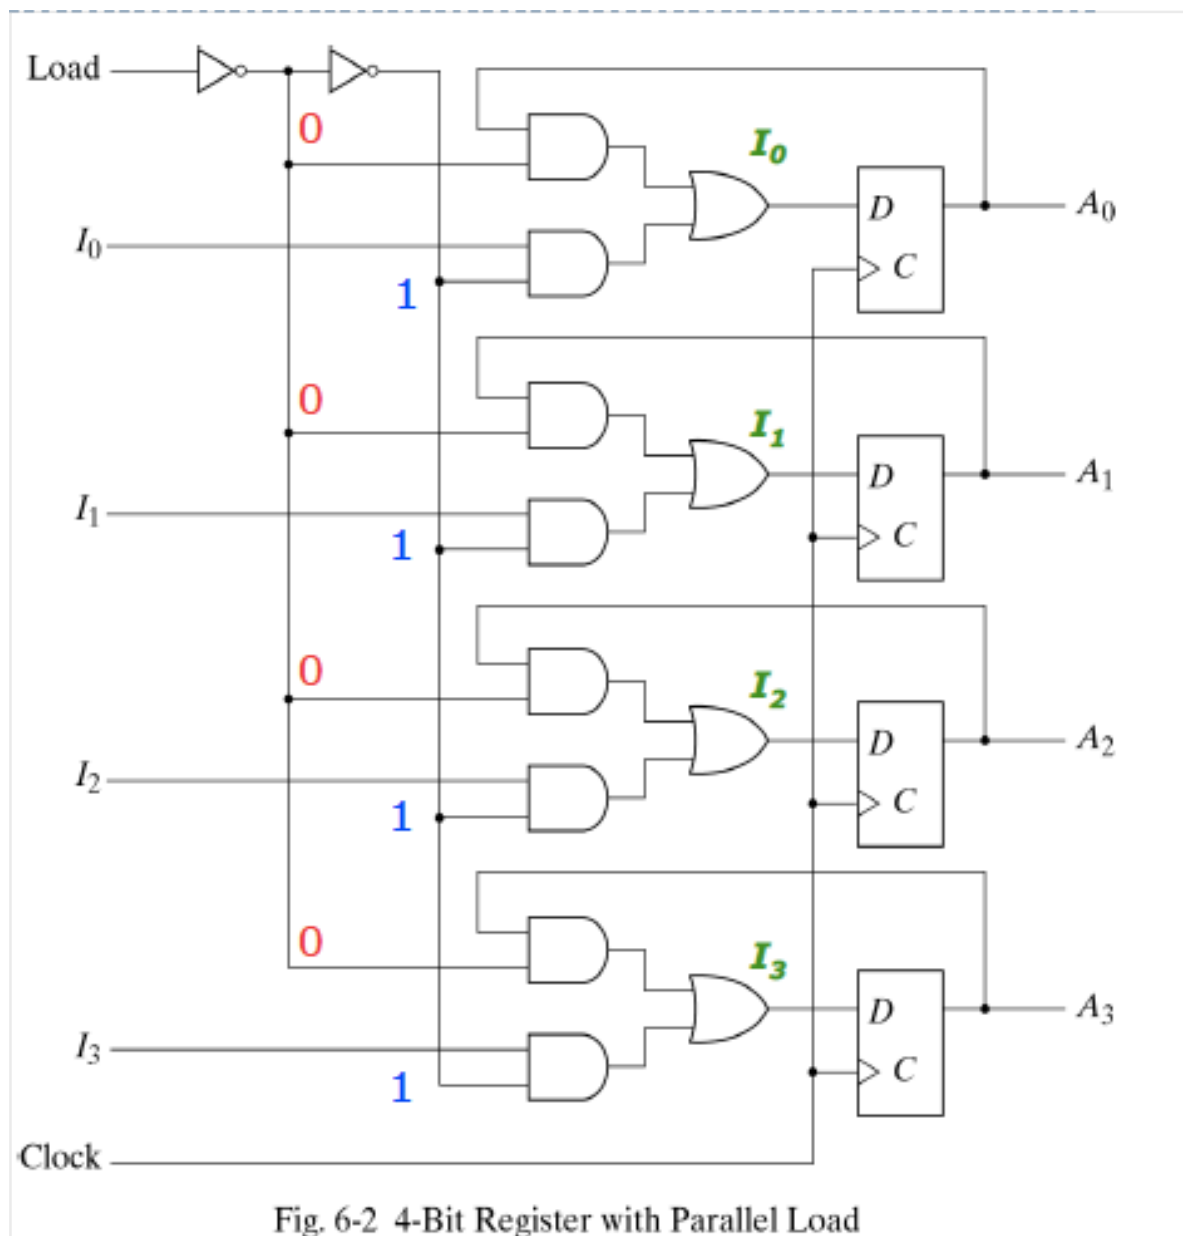 Load
0
I0
A0
D
I0
C
1
0
I1
A1
D
I1
C
1
0
I2
A2
D
I2
C
1
0
I3
A3
D
I3
C
1
Clock
Fig. 6-2 4-Bit Register with Parallel Load